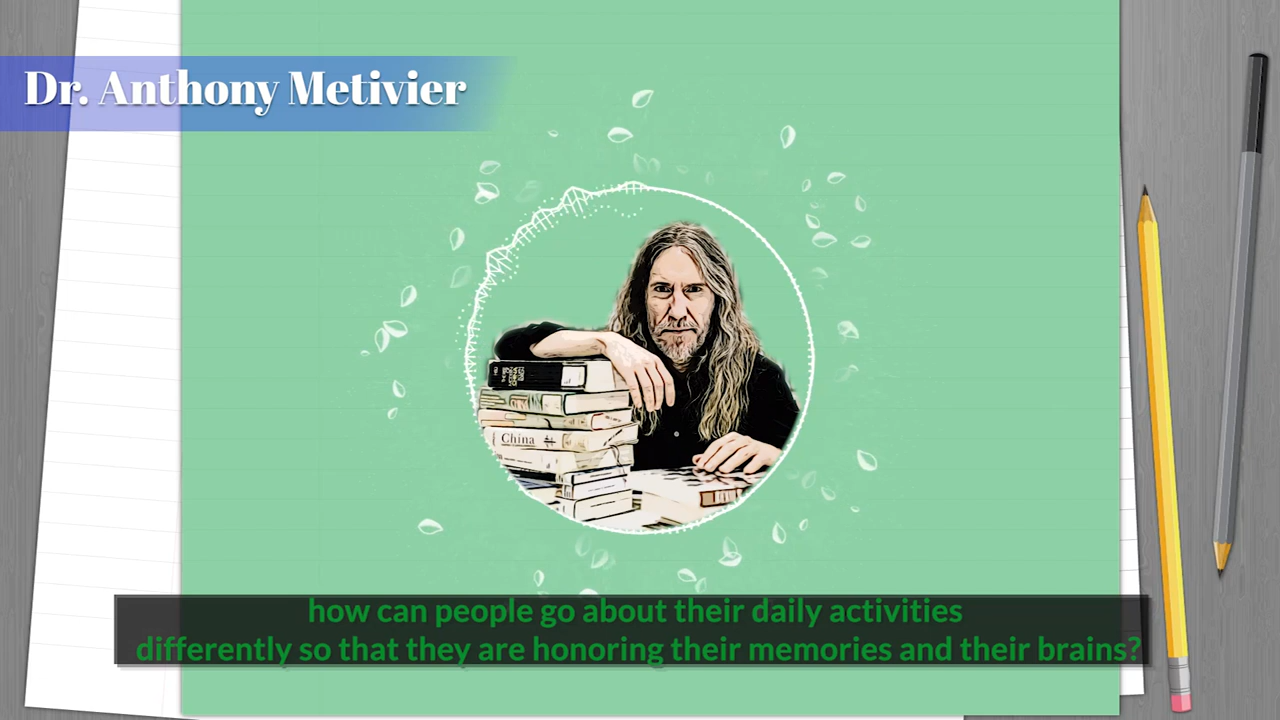 Dr. Anthony Metivier
China
how can people go about their daily activities
differently so that they are honoring their memories and their brains?